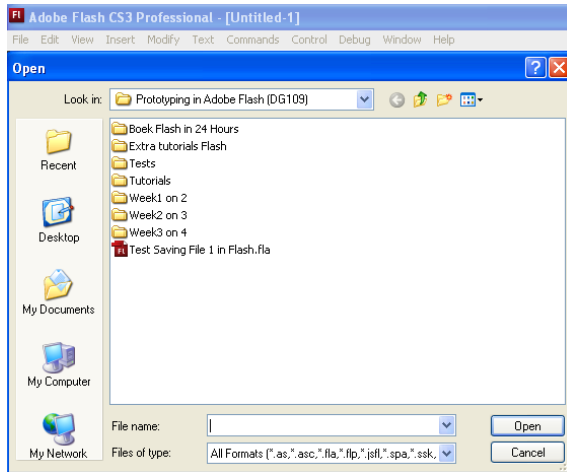 Fl Adobe Flash CS3 Professional - [Untitled-1]
File Edit View Insert Modify Text Commands Control Debug Window Help
Open
Look in: Prototyping in Adobe Flash (DG109)
Boek Flash in 24 Hours
Extra tutorials Flash
Tests
Tutorials
Week1 on 2
Week2 on 3
Week3 on 4
Test Saving File 1 in Flash.fla
Recent
Desktop
My Documents
My Computer
My Network
File name:
Open
Files of type: All Formats (*.as,*.asc,*.fla,*.flp,*.jsfl,*.spa,*.ssk,
Cancel